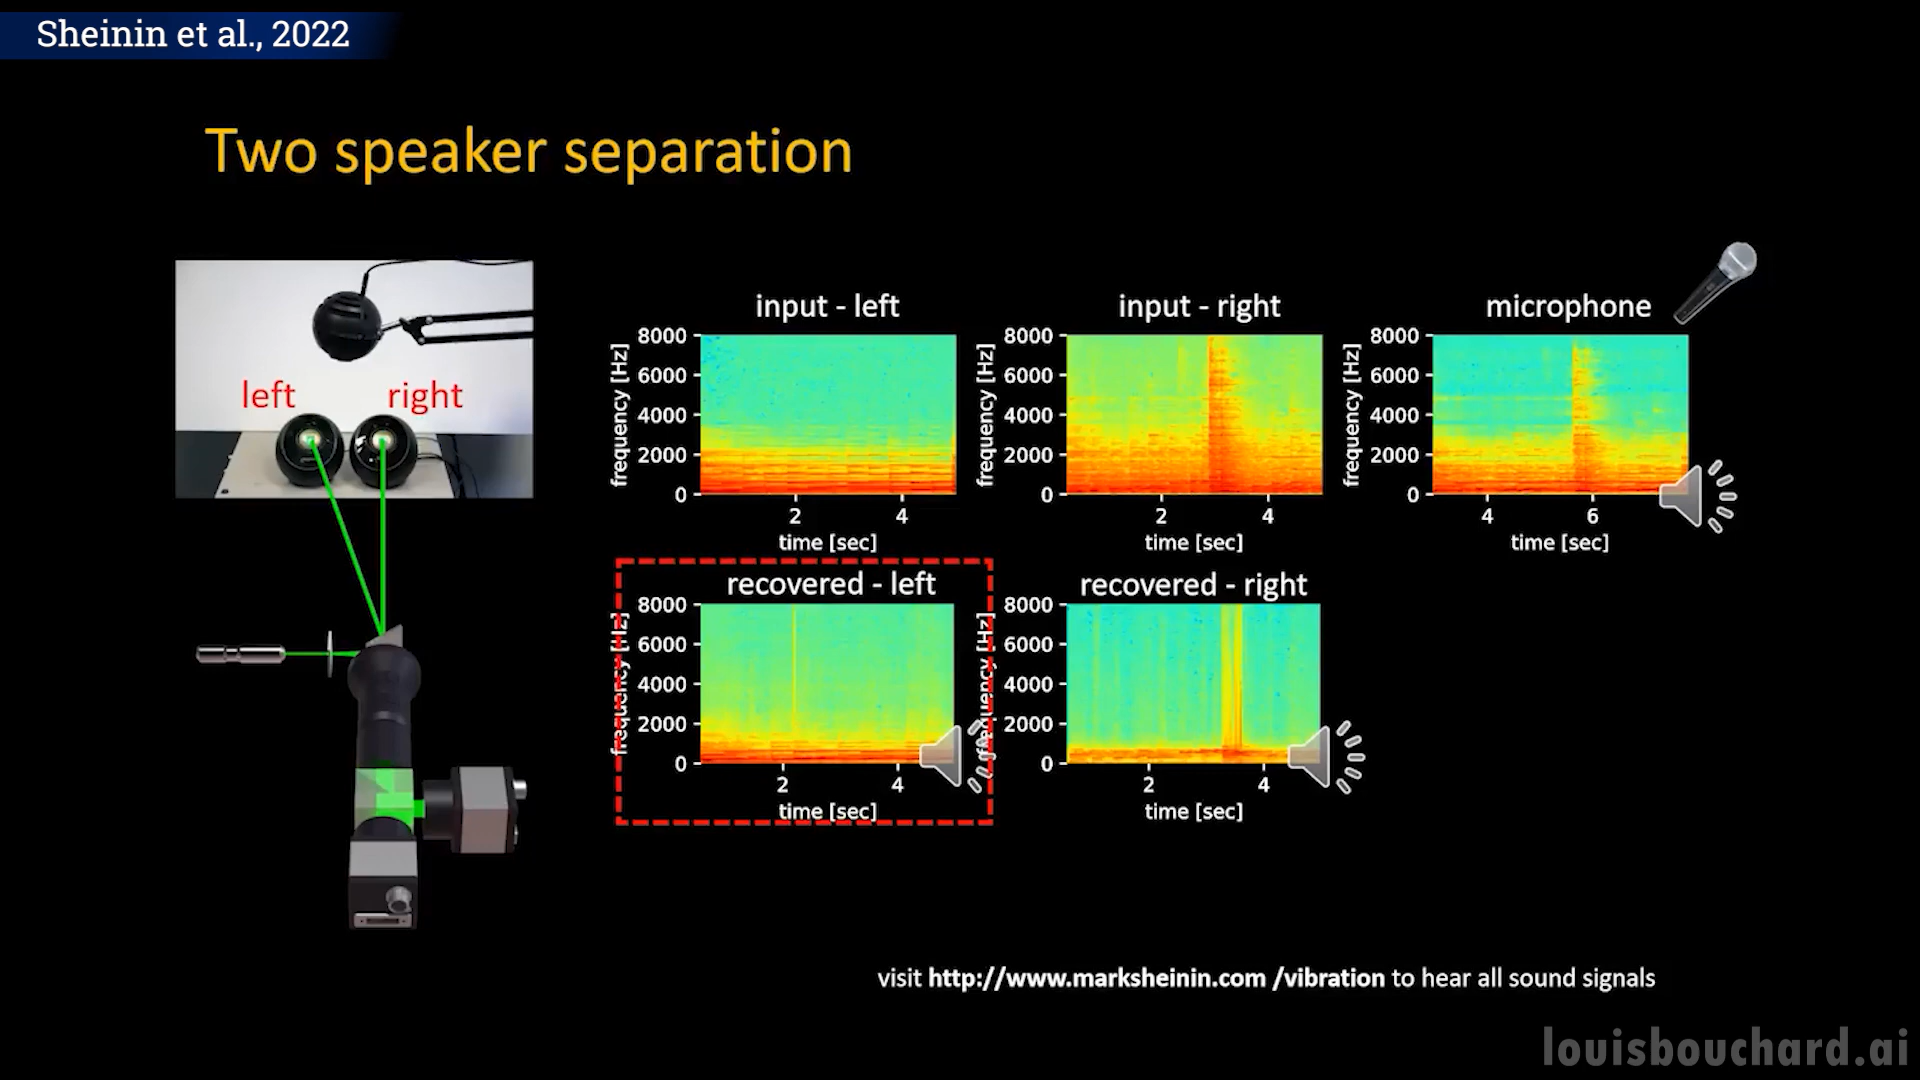 Sheinin et al., 2022
Two speaker separation
left
right
input - left
frequency [Hz]
8000
6000
4000
2000
0
2
4
time [sec]
input - right
frequency [Hz]
8000
6000
4000
2000
0
2
4
time [sec]
microphone
frequency [Hz]
8000
6000
4000
2000
0
4
6
time [sec]
recovered - left
frequency [Hz]
8000
6000
4000
2000
0
2
4
time [sec]
recovered - right
frequency [Hz]
8000
6000
4000
2000
0
2
4
time [sec]
visit http://www.marksheinin.com /vibration to hear all sound signals
louisbouchard.ai